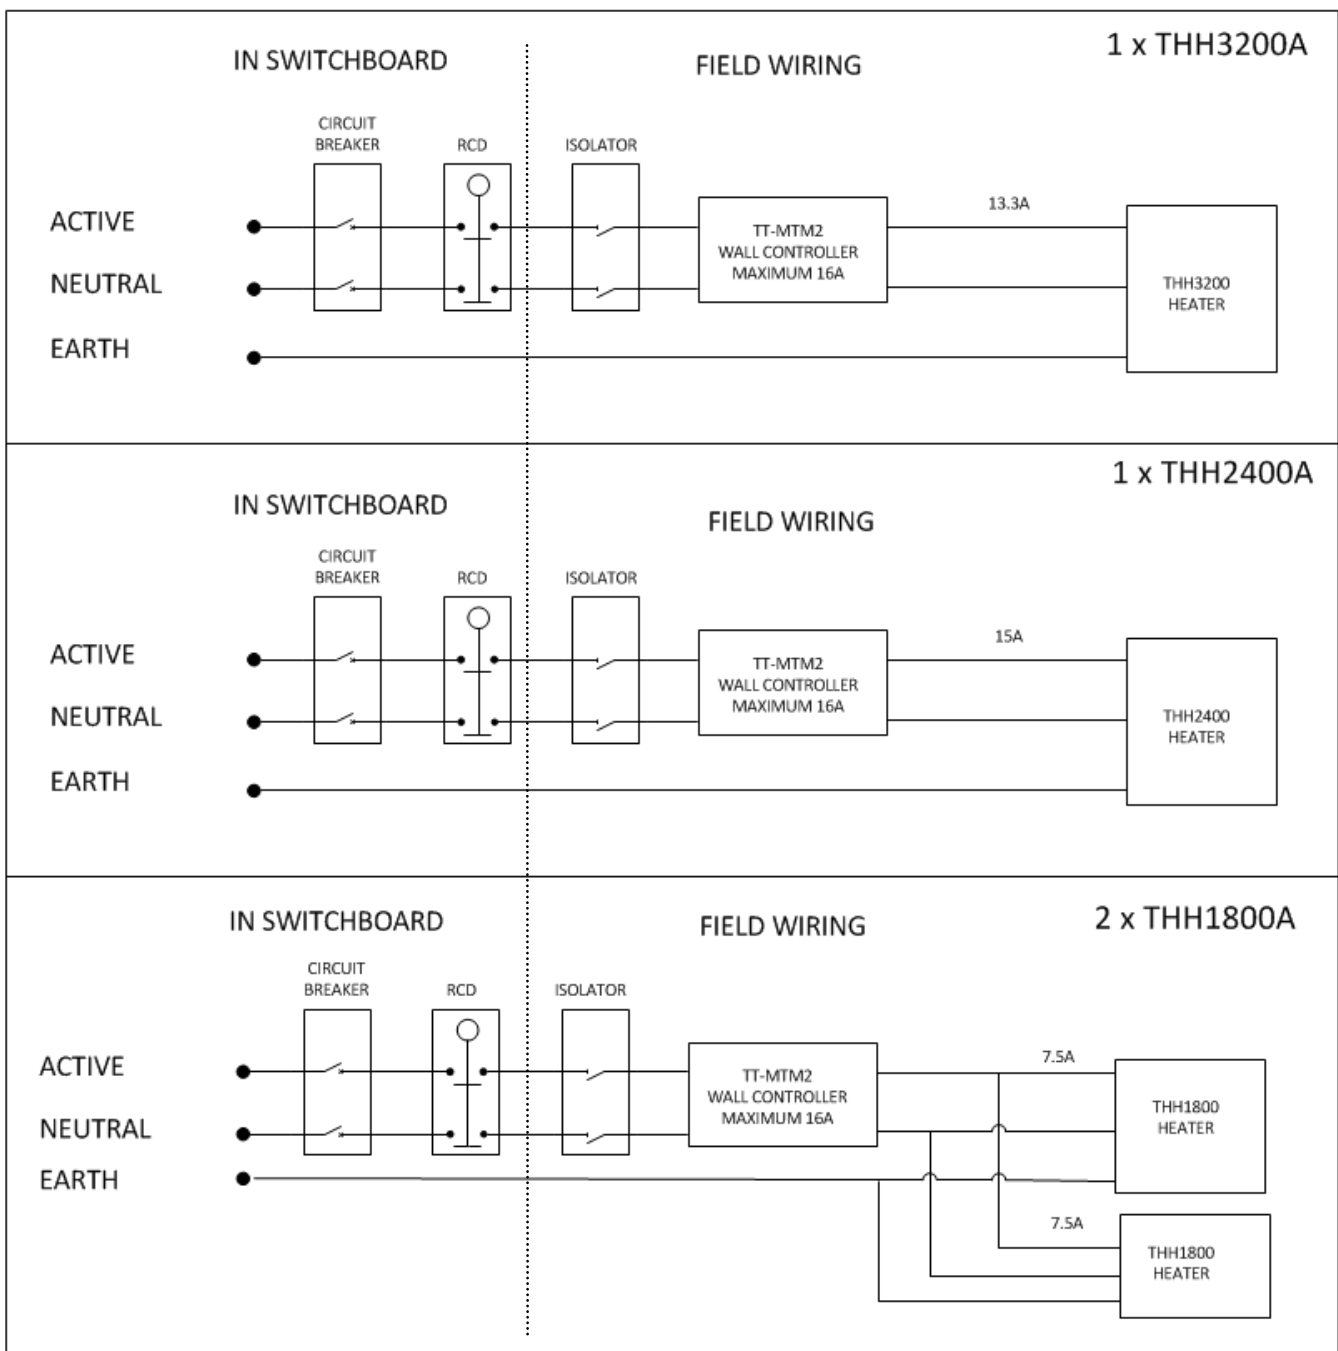 1 x THH3200A
IN SWITCHBOARD
FIELD WIRING
CIRCUIT
BREAKER
RCD
ISOLATOR
ACTIVE
NEUTRAL
EARTH
TT-MTM2
WALL CONTROLLER
MAXIMUM 16A
13.3A
THH3200
HEATER
1 x THH2400A
IN SWITCHBOARD
FIELD WIRING
CIRCUIT
BREAKER
RCD
ISOLATOR
ACTIVE
NEUTRAL
EARTH
TT-MTM2
WALL CONTROLLER
MAXIMUM 16A
15A
THH2400
HEATER
2 x THH1800A
IN SWITCHBOARD
FIELD WIRING
CIRCUIT
BREAKER
RCD
ISOLATOR
ACTIVE
NEUTRAL
EARTH
TT-MTM2
WALL CONTROLLER
MAXIMUM 16A
7.5A
THH1800
HEATER
7.5A
THH1800
HEATER